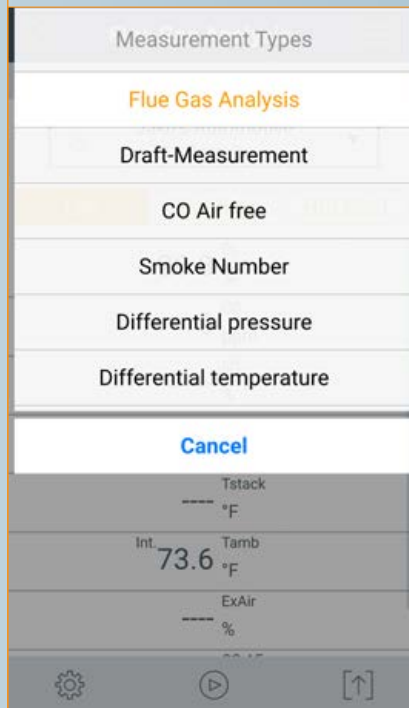 Measurement Types
Flue Gas Analysis
Draft-Measurement
CO Air free
Smoke Number
Differential pressure
Differential temperature
Cancel
---- Tstack °F
Int. 73.6 Tamb °F
---- ExAir %